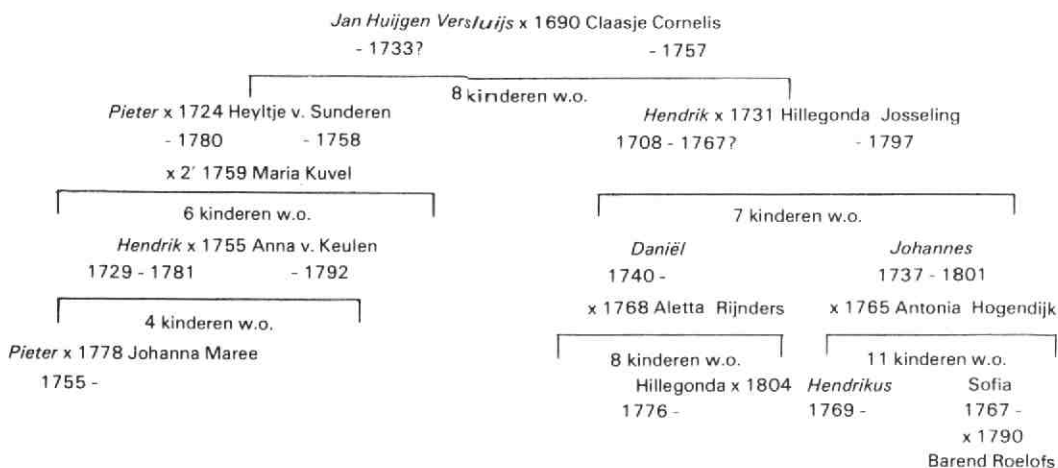 Jan Huijgen Versluijs x 1690 Claasje Cornelis
- 1733? - 1757
8 kinderen w.o.
Pieter x 1724 Heyltje v. Sunderen Hendrik x 1731 Hillegonda Josseling
- 1780 - 1758 1708 - 1767? - 1797
x 2' 1759 Maria Kuvel
6 kinderen w.o. 7 kinderen w.o.
Hendrik x 1755 Anna v. Keulen Daniël Johannes
1729 - 1781 - 1792 1740 - 1737 - 1801
x 1768 Aletta Rijnders x 1765 Antonia Hogendijk
4 kinderen w.o.
Pieter x 1778 Johanna Maree 8 kinderen w.o. 11 kinderen w.o.
1755 - Hillegonda x 1804 Hendrikus Sofia
1776 - 1769 - 1767 -
x 1790
Barend Roelofs